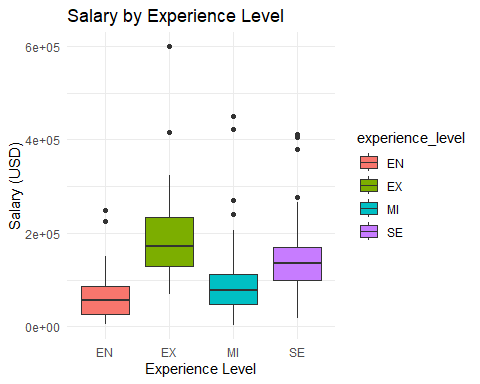 Salary by Experience Level
6e+05
4e+05
2e+05
0e+00
Salary (USD)
EN
EX
MI
SE
Experience Level
experience_level
EN
EX
MI
SE